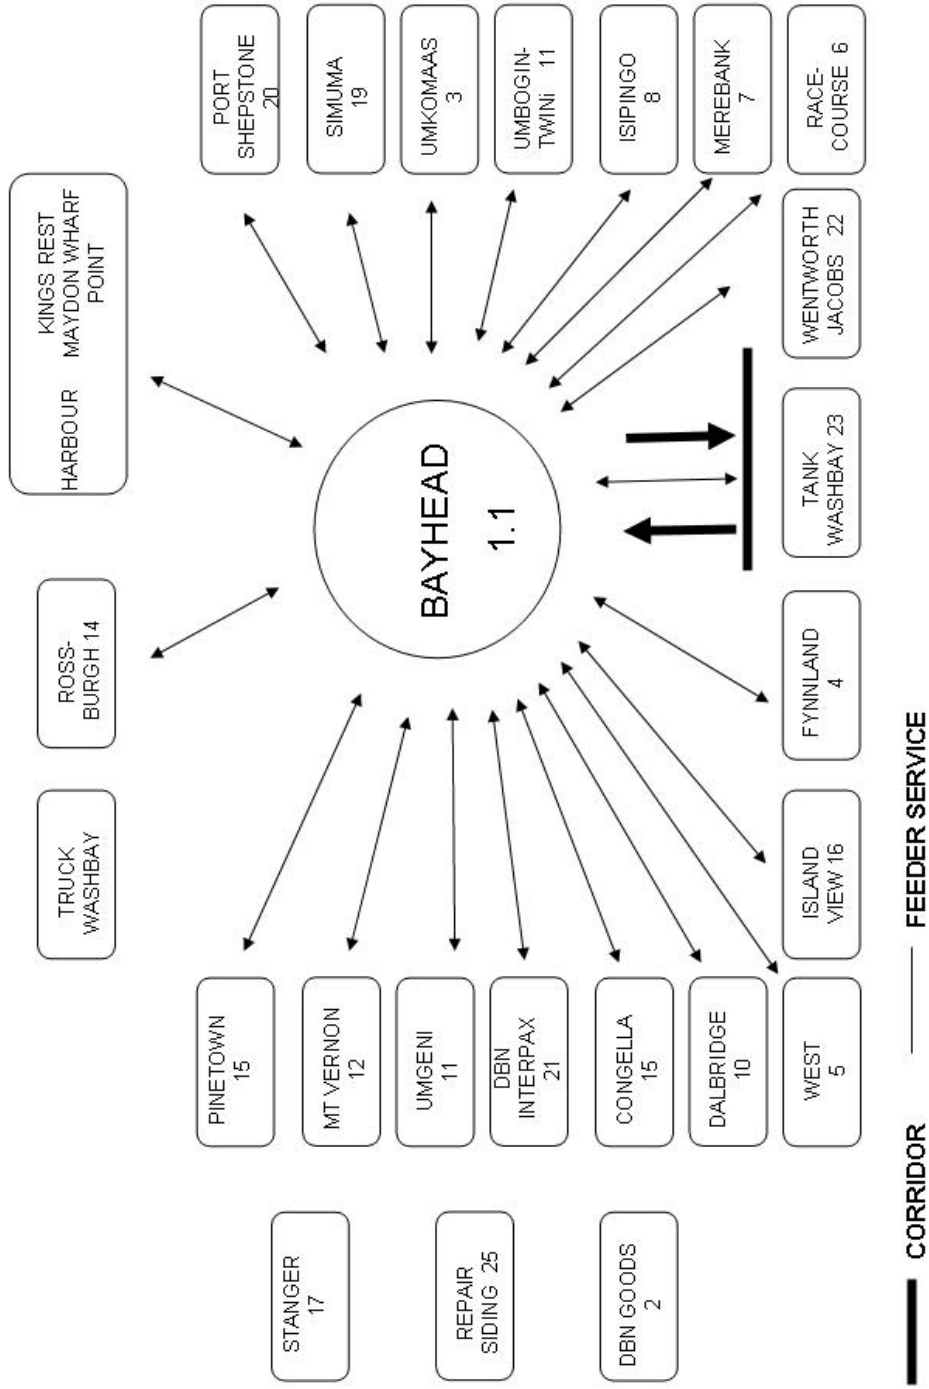 TRUCK
WASHBAY
ROSS-
BURGH 14
KINGS REST
HARBOUR MAYDON WHARF
POINT
STANGER
17
REPAIR
SIDING 25
DBN GOODS
2
PINETOWN
15
MT VERNON
12
UMGENI
11
DBN
INTERPAX
21
CONGELLA
15
DALBRIDGE
10
WEST
5
BAYHEAD
1.1
PORT
SHEPSTONE
20
SIMUMA
19
UMKOMAAS
3
UMBOGIN-
TWINi 11
ISIPINGO
8
MEREBANK
7
RACE-
COURSE 6
ISLAND
VIEW 16
FYNNLAND
4
TANK
WASHBAY 23
WENTWORTH
JACOBS 22
CORRIDOR
FEEDER SERVICE